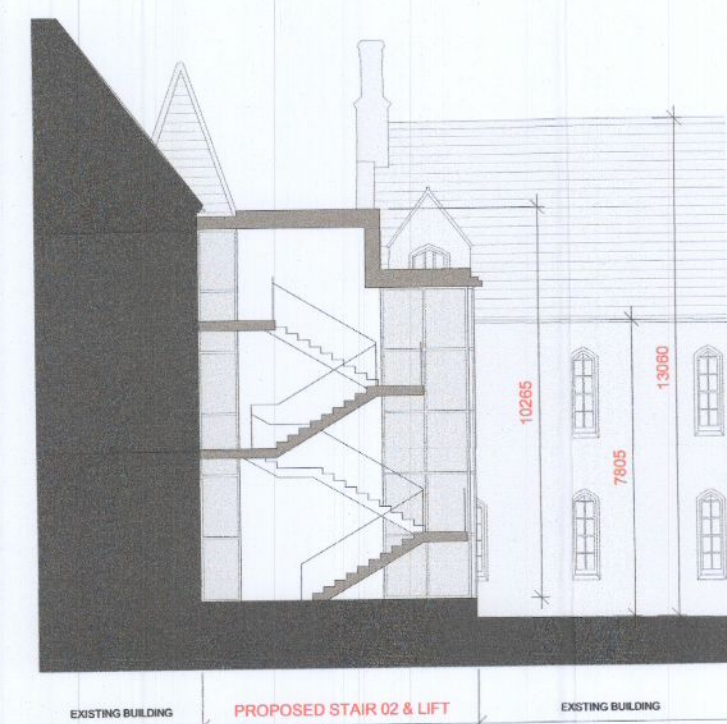 10265
7805
13060
EXISTING BUILDING
PROPOSED STAIR 02 & LIFT
EXISTING BUILDING